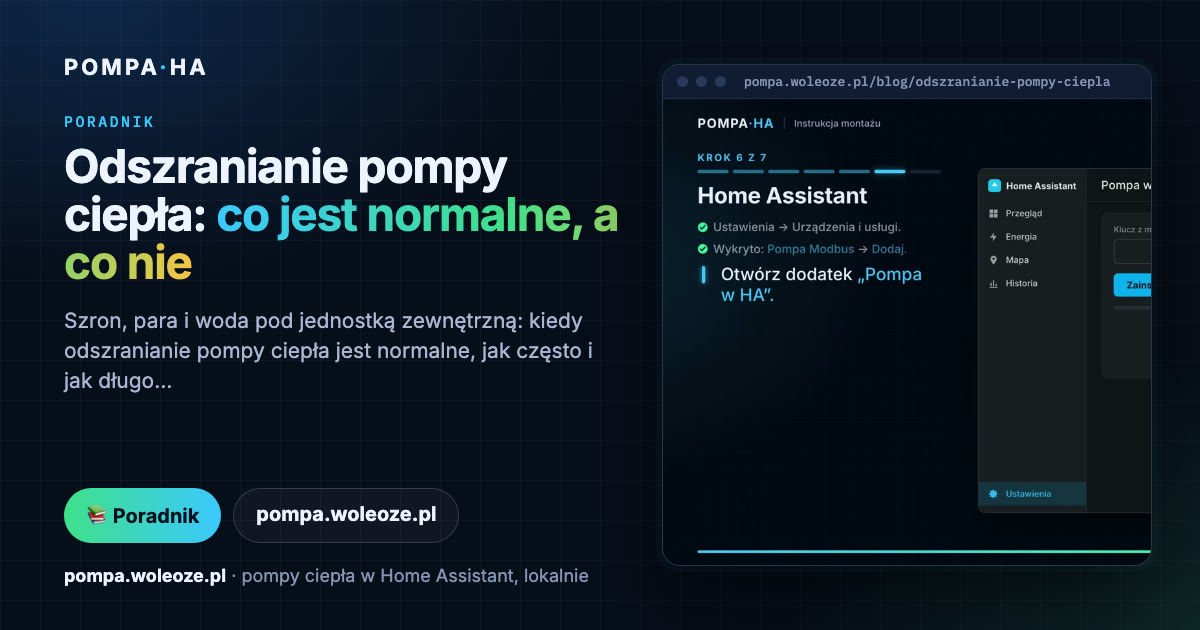 POMPA·HA
PORADNIK
Odszranianie pompy
ciepła: co jest normalne, a
co nie
Szron, para i woda pod jednostką zewnętrzną: kiedy
odszranianie pompy ciepła jest normalne, jak często i
jak długo...
📚 Poradnik
pompa.woleoze.pl
pompa.woleoze.pl · pompy ciepła w Home Assistant, lokalnie
pompa.woleoze.pl/blog/odszranianie-pompy-ciepla
POMPA·HA | Instrukcja montażu
KROK 6 Z 7
Home Assistant
Ustawienia → Urządzenia i usługi.
Wykryto: Pompa Modbus → Dodaj.
Otwórz dodatek „Pompa
w HA”.
Home Assistant
Przegląd
Energia
Mapa
Historia
Ustawienia
Pompa w
Klucz z m
Zains